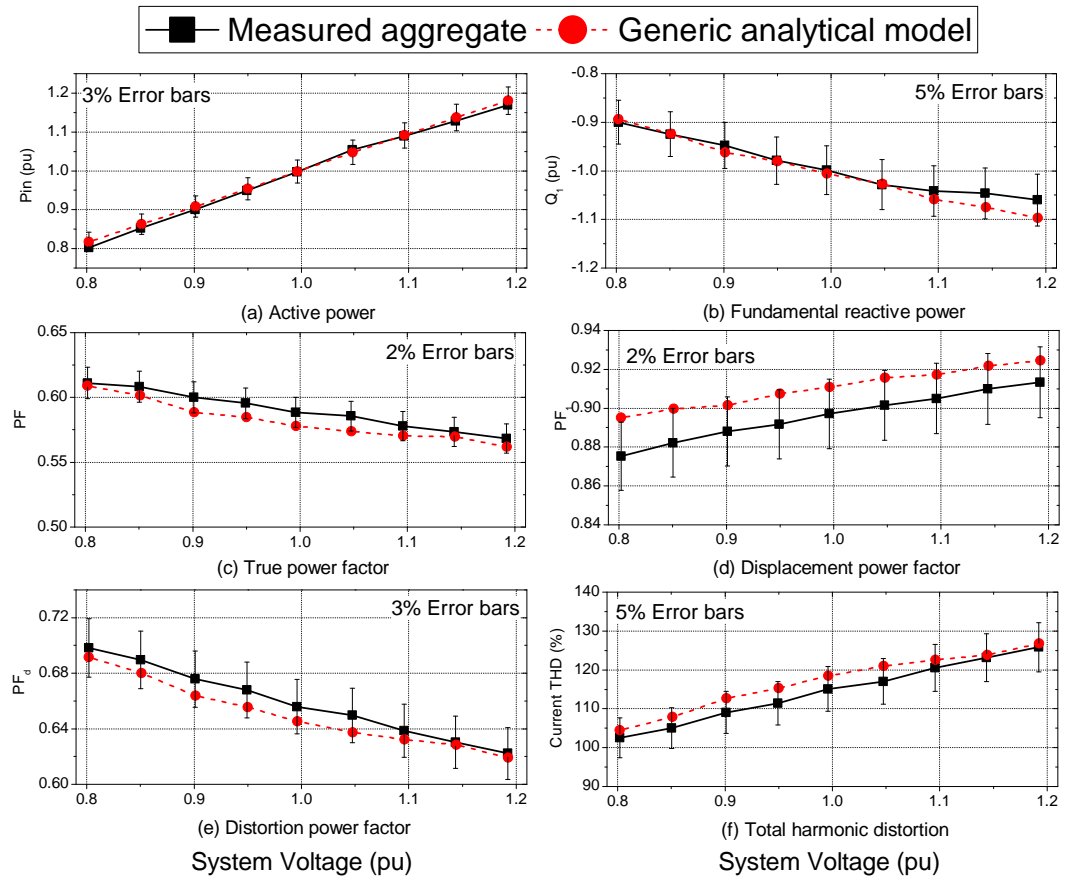 Measured aggregate Generic analytical model
3% Error bars
Pin (pu)
1.2
1.1
1.0
0.9
0.8
0.8 0.9 1.0 1.1 1.2
(a) Active power
5% Error bars
Q1 (pu)
-0.8
-0.9
-1.0
-1.1
-1.2
0.8 0.9 1.0 1.1 1.2
(b) Fundamental reactive power
2% Error bars
PF
0.65
0.60
0.55
0.50
0.8 0.9 1.0 1.1 1.2
(c) True power factor
2% Error bars
PF1
0.94
0.92
0.90
0.88
0.86
0.84
0.8 0.9 1.0 1.1 1.2
(d) Displacement power factor
3% Error bars
PFd
0.72
0.68
0.64
0.60
0.8 0.9 1.0 1.1 1.2
(e) Distortion power factor
System Voltage (pu)
5% Error bars
Current THD (%)
140
130
120
110
100
90
0.8 0.9 1.0 1.1 1.2
(f) Total harmonic distortion
System Voltage (pu)